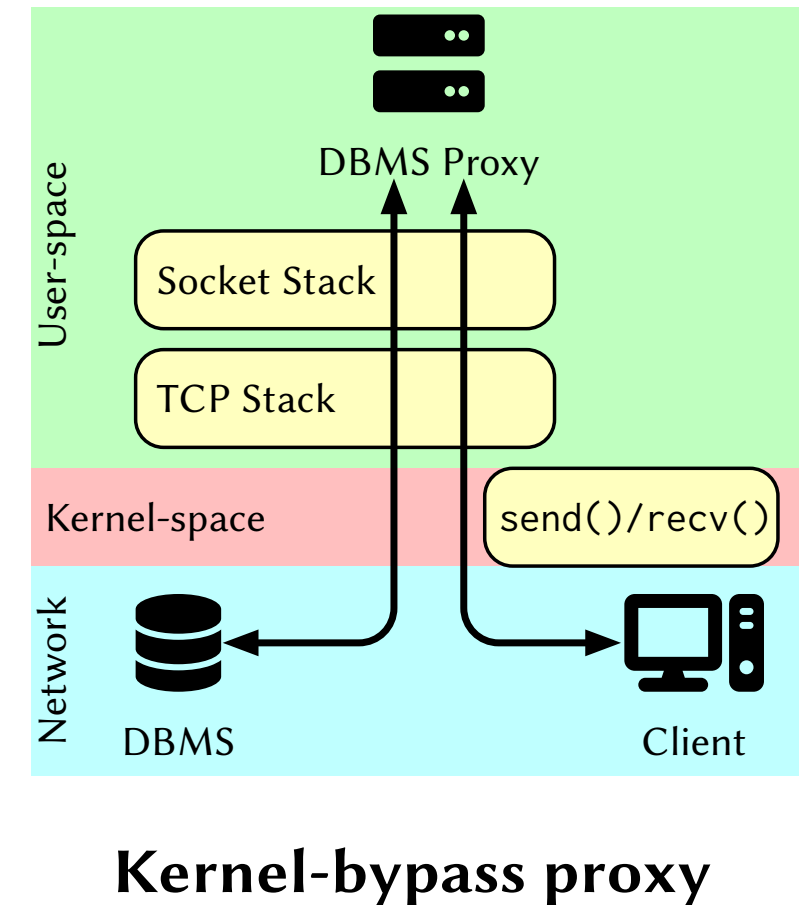 DBMS Proxy
User-space
Socket Stack
TCP Stack
Kernel-space
send()/recv()
Network
DBMS
Client
Kernel-bypass proxy